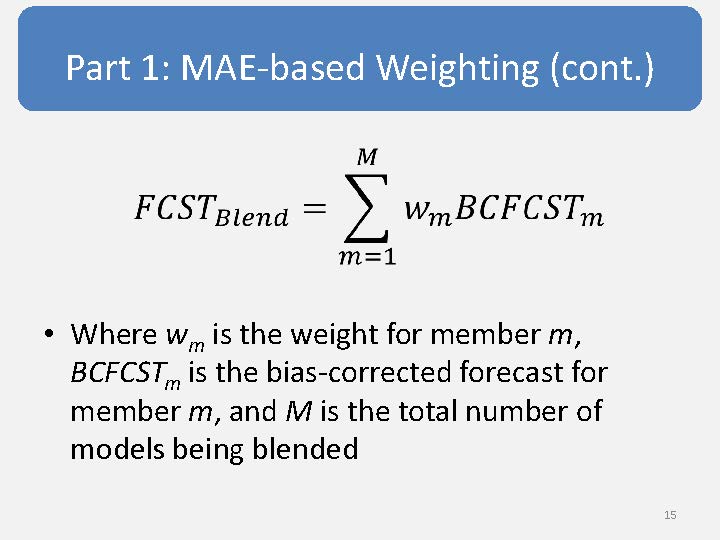 Part 1: MAE-based Weighting (cont.)
FCST_{Blend} = \sum_{m=1}^{M} w_m BCFCST_m
• Where w_m is the weight for member m,
BCFCST_m is the bias-corrected forecast for
member m, and M is the total number of
models being blended
15